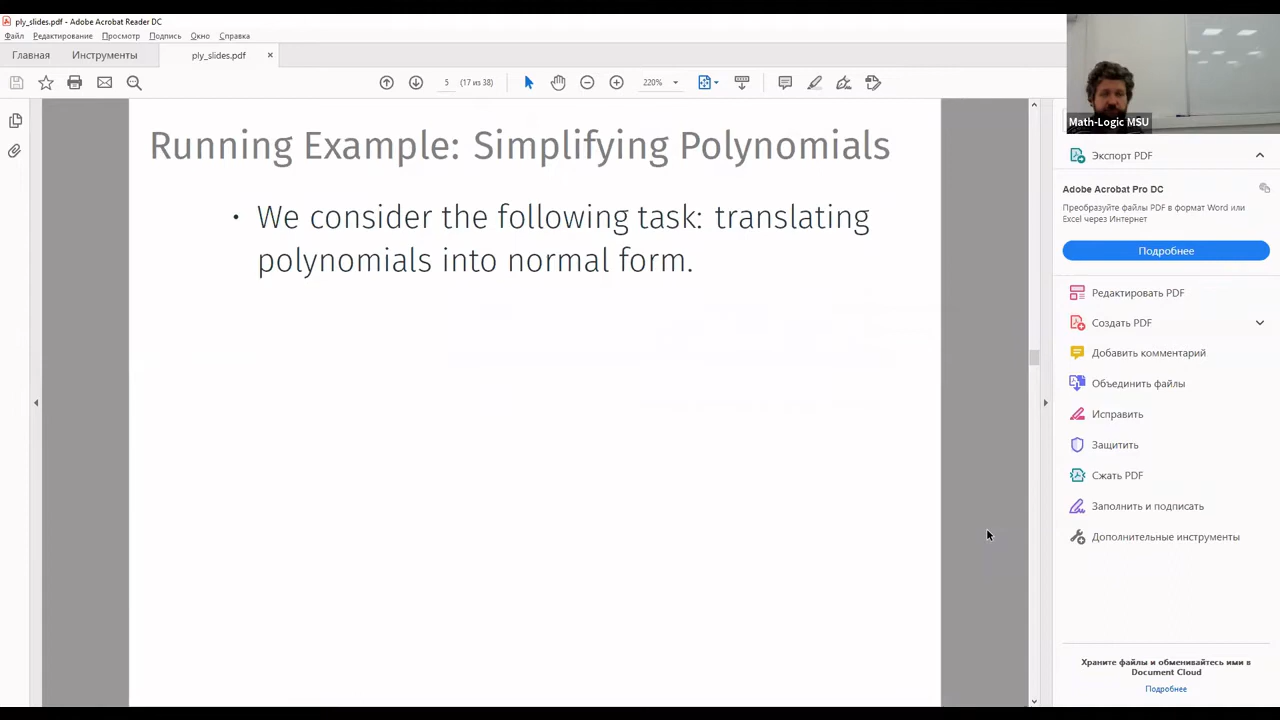 ply_slides.pdf - Adobe Acrobat Reader DC
Файл Редактирование Просмотр Подпись Окно Справка
Главная Инструменты ply_slides.pdf ×
5 (17 из 38) 220%
Math-Logic MSU
Running Example: Simplifying Polynomials
• We consider the following task: translating
polynomials into normal form.
Экспорт PDF
Adobe Acrobat Pro DC
Преобразуйте файлы PDF в формат Word или
Excel через Интернет
Подробнее
Редактировать PDF
Создать PDF
Добавить комментарий
Объединить файлы
Исправить
Защитить
Сжать PDF
Заполнить и подписать
Дополнительные инструменты
Храните файлы и обменивайтесь ими в
Document Cloud
Подробнее